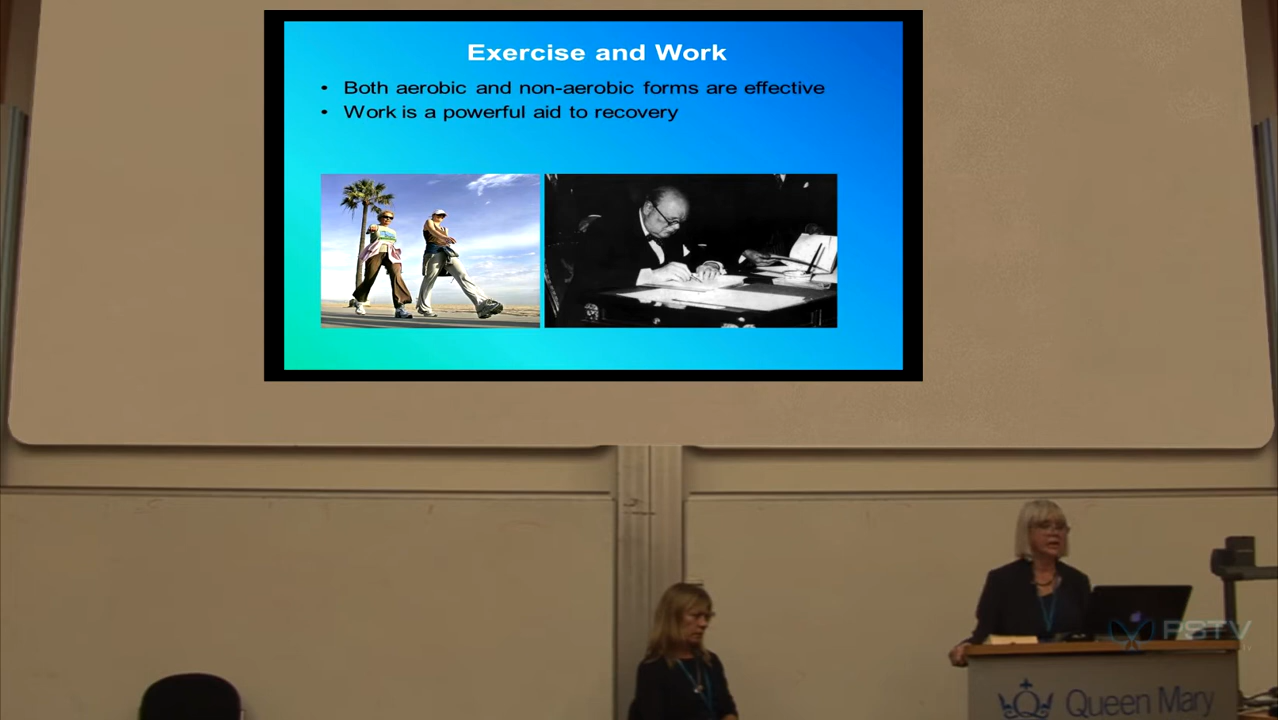 Exercise and Work
• Both aerobic and non-aerobic forms are effective
• Work is a powerful aid to recovery
PSTV
Queen Mary